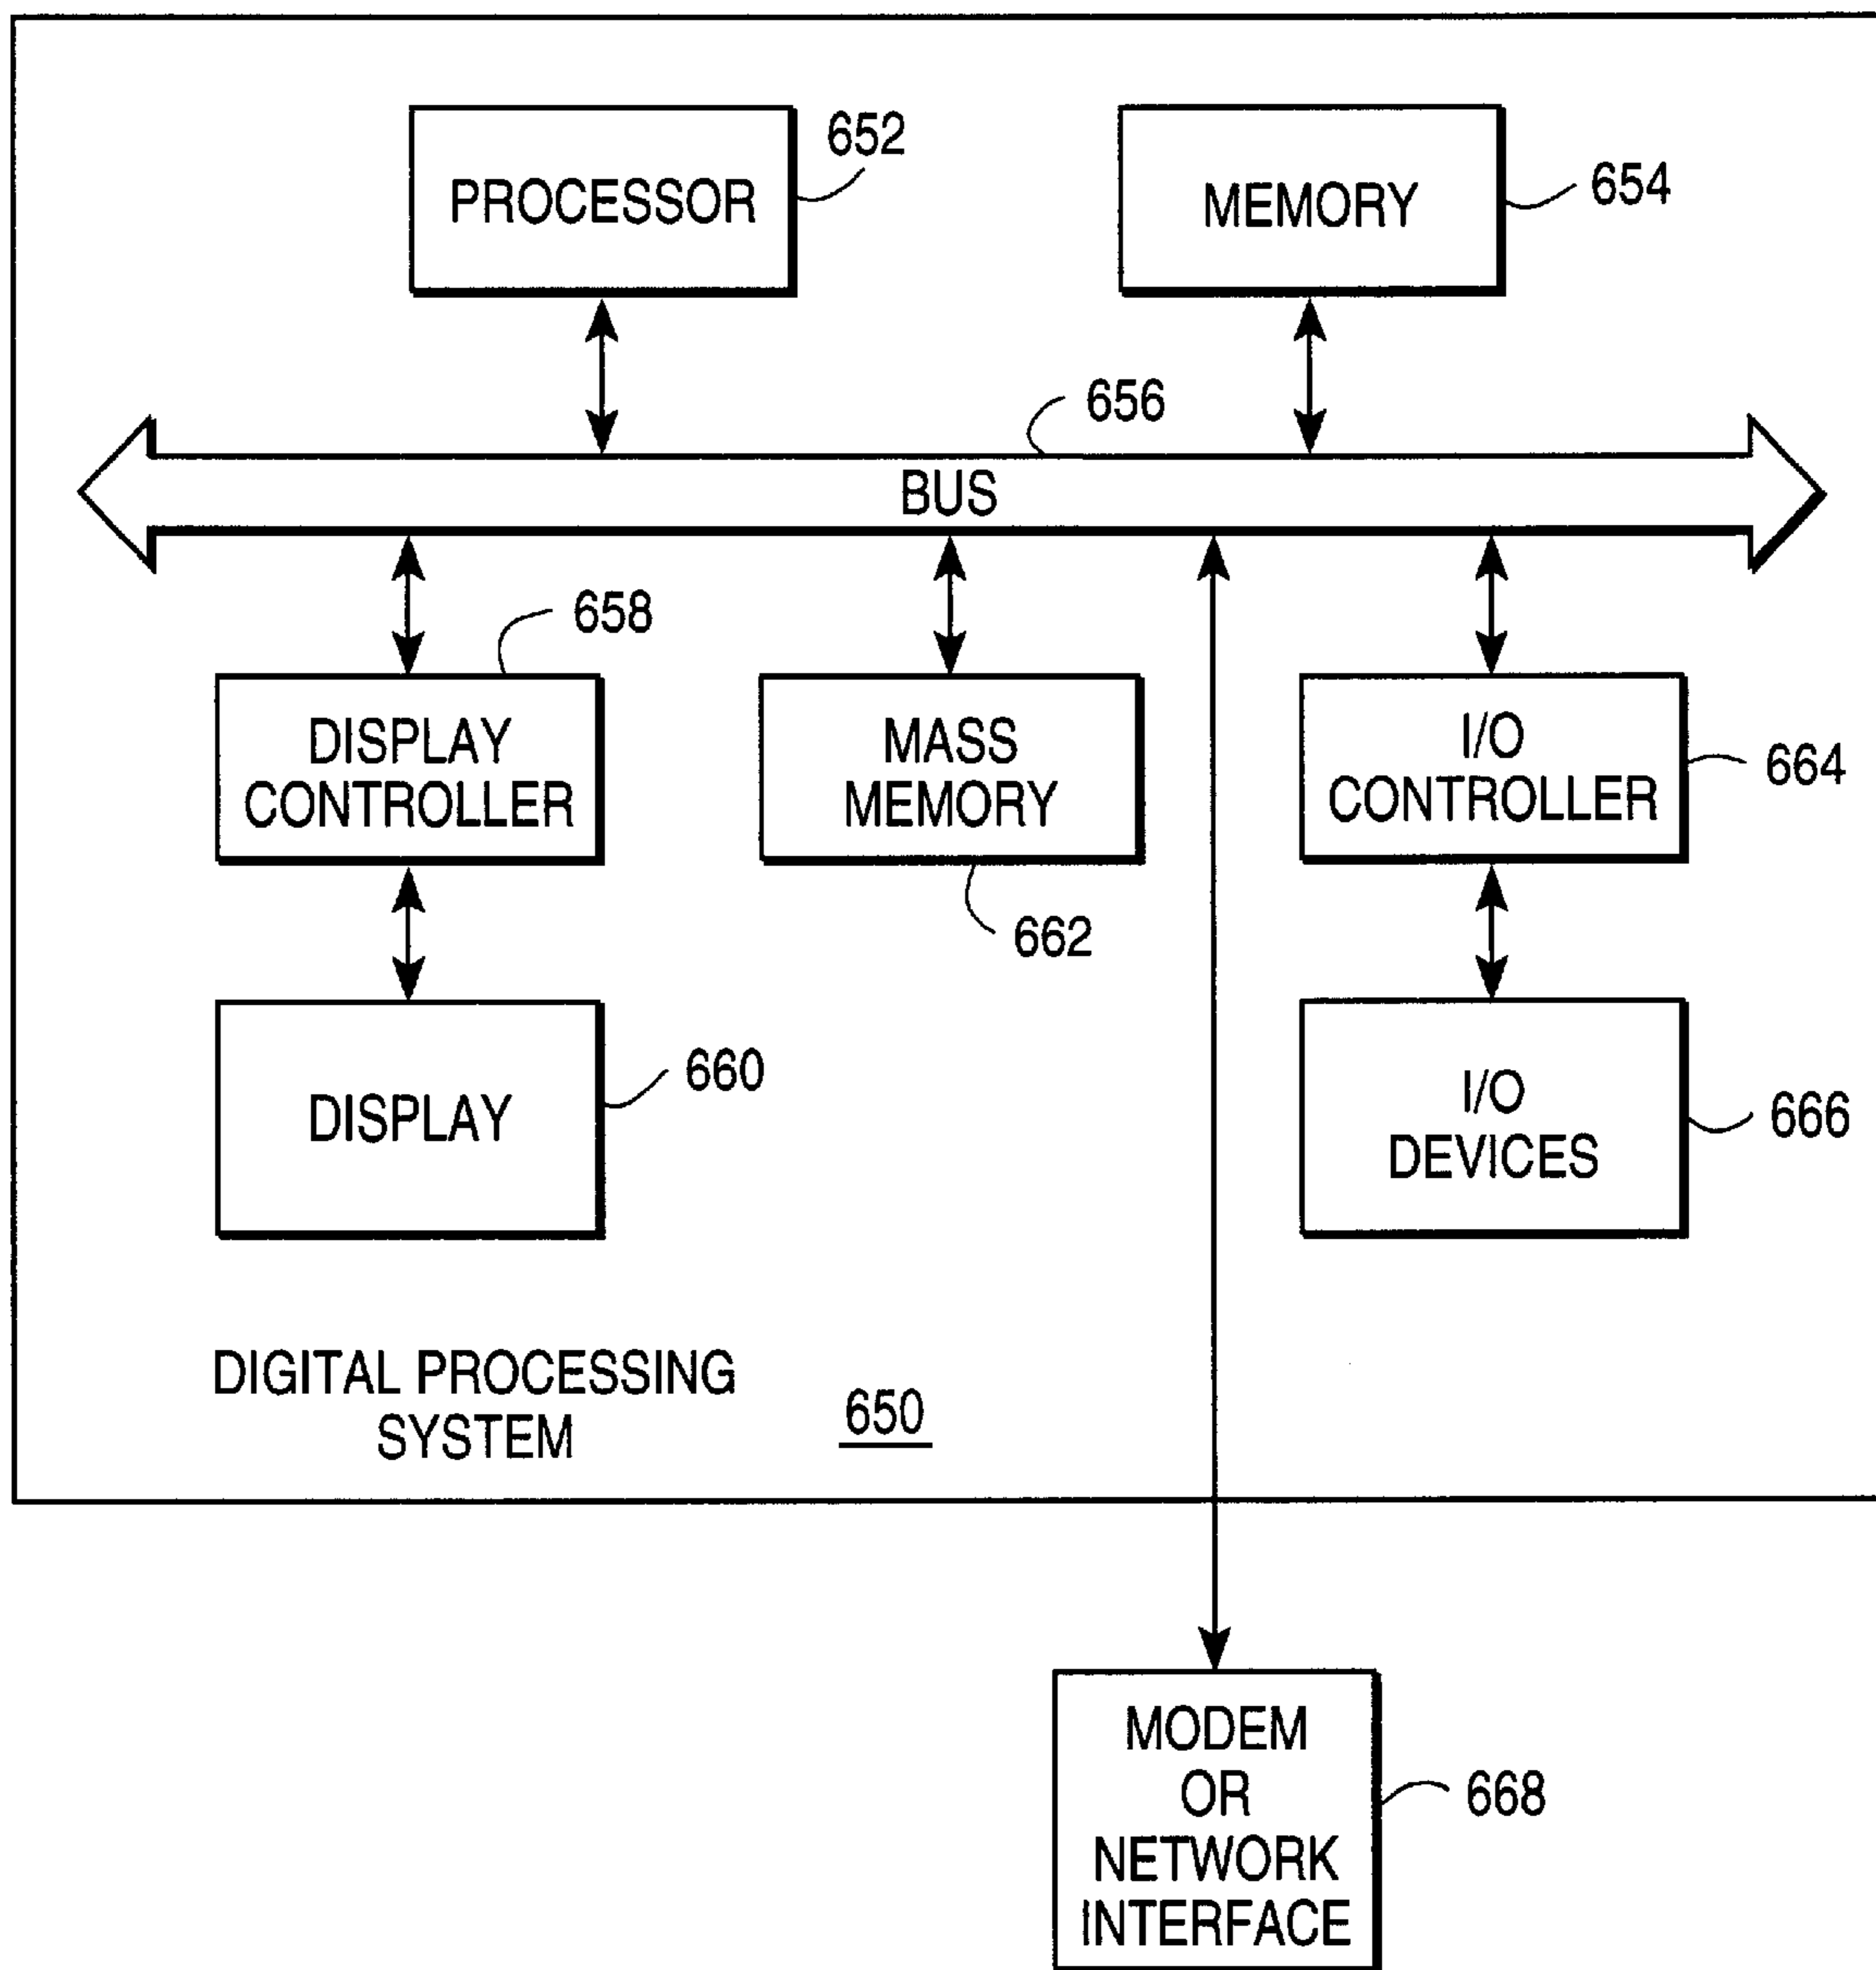 PROCESSOR
652
MEMORY
654
656
BUS
658
DISPLAY
CONTROLLER
MASS
MEMORY
662
I/O
CONTROLLER
664
DISPLAY
660
I/O
DEVICES
666
DIGITAL PROCESSING
SYSTEM
650
MODEM
OR
NETWORK
INTERFACE
668